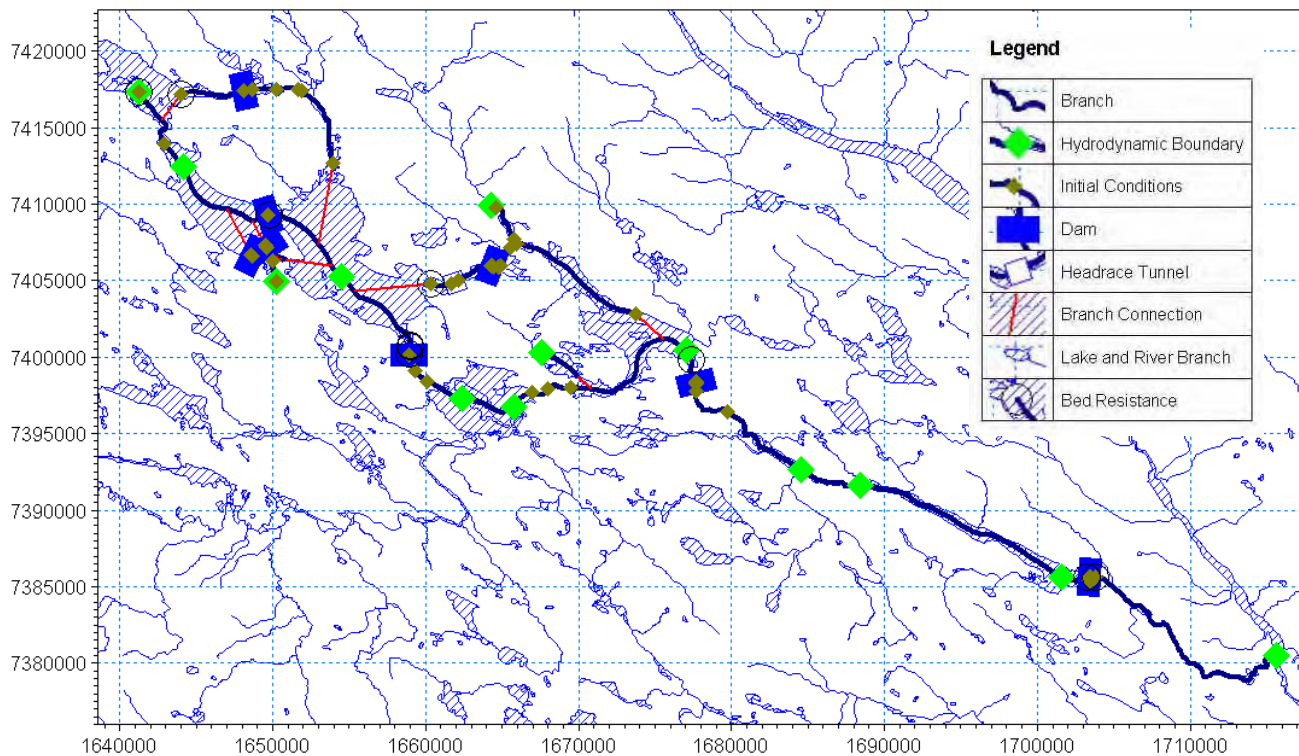 Legend
Branch
Hydrodynamic Boundary
Initial Conditions
Dam
Headrace Tunnel
Branch Connection
Lake and River Branch
Bed Resistance
7420000
7415000
7410000
7405000
7400000
7395000
7390000
7385000
7380000
1640000 1650000 1660000 1670000 1680000 1690000 1700000 1710000